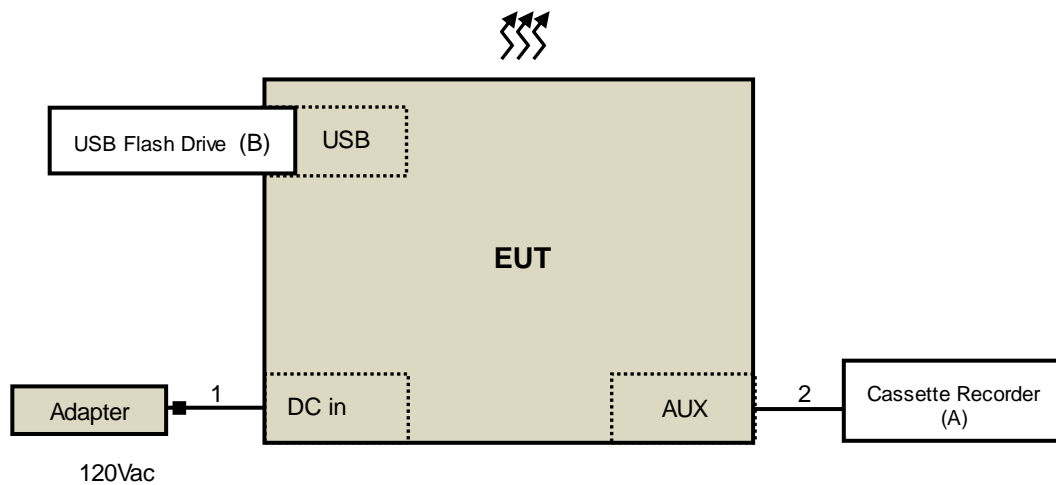 USB Flash Drive (B)
USB
EUT
Adapter
1
DC in
AUX
2
Cassette Recorder
(A)
120Vac